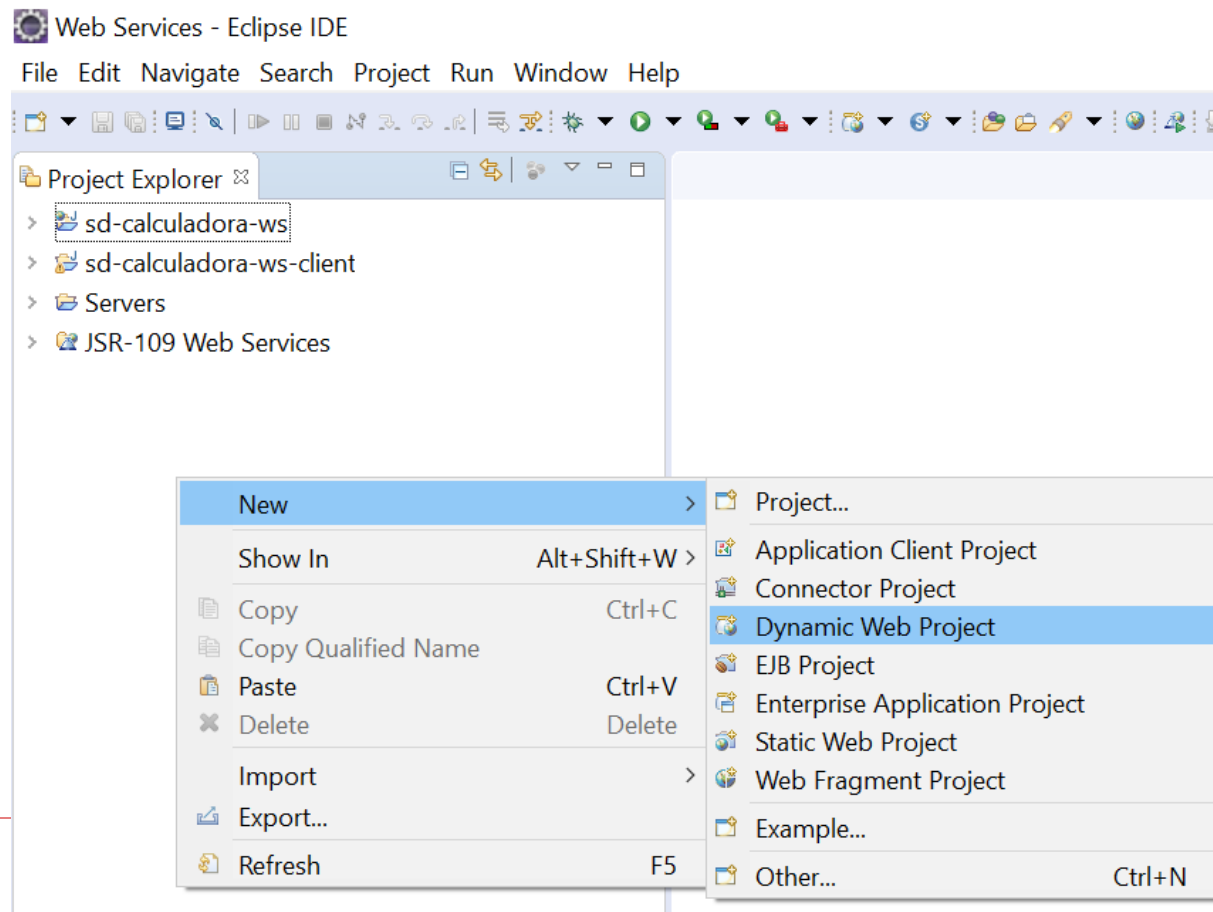 Web Services - Eclipse IDE
File Edit Navigate Search Project Run Window Help
Project Explorer
sd-calculadora-ws
sd-calculadora-ws-client
Servers
JSR-109 Web Services
New
Show In Alt+Shift+W
Copy Ctrl+C
Copy Qualified Name
Paste Ctrl+V
Delete Delete
Import
Export...
Refresh F5
Project...
Application Client Project
Connector Project
Dynamic Web Project
EJB Project
Enterprise Application Project
Static Web Project
Web Fragment Project
Example...
Other... Ctrl+N